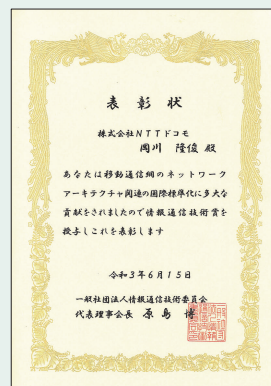 表彰状
株式会社NTTドコモ
岡川 隆俊 殿
あなたは移動通信網のネットワーク
アーキテクチャ関連の国際標準化に多大な
貢献をされましたので情報通信技術賞を
授与しこれを表彰します
令和3年6月15日
一般社団法人情報通信技術委員会
代表理事会長 原島 博